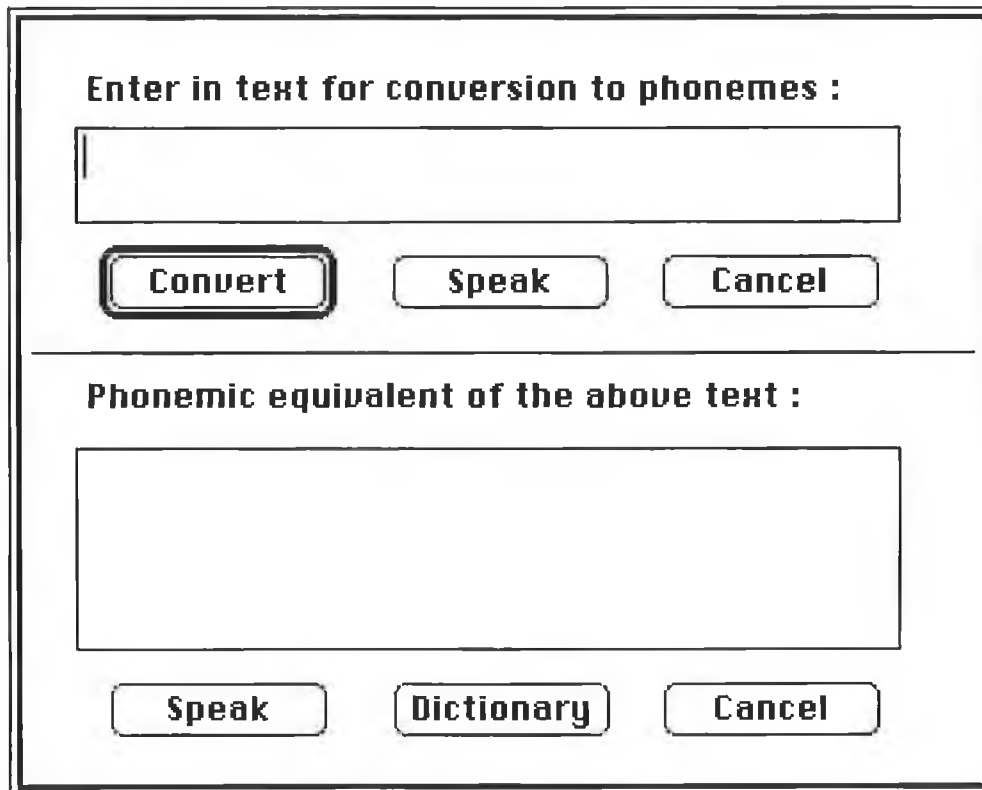 Enter in text for conversion to phonemes :
Convert Speak Cancel
Phonemic equivalent of the above text :
Speak Dictionary Cancel